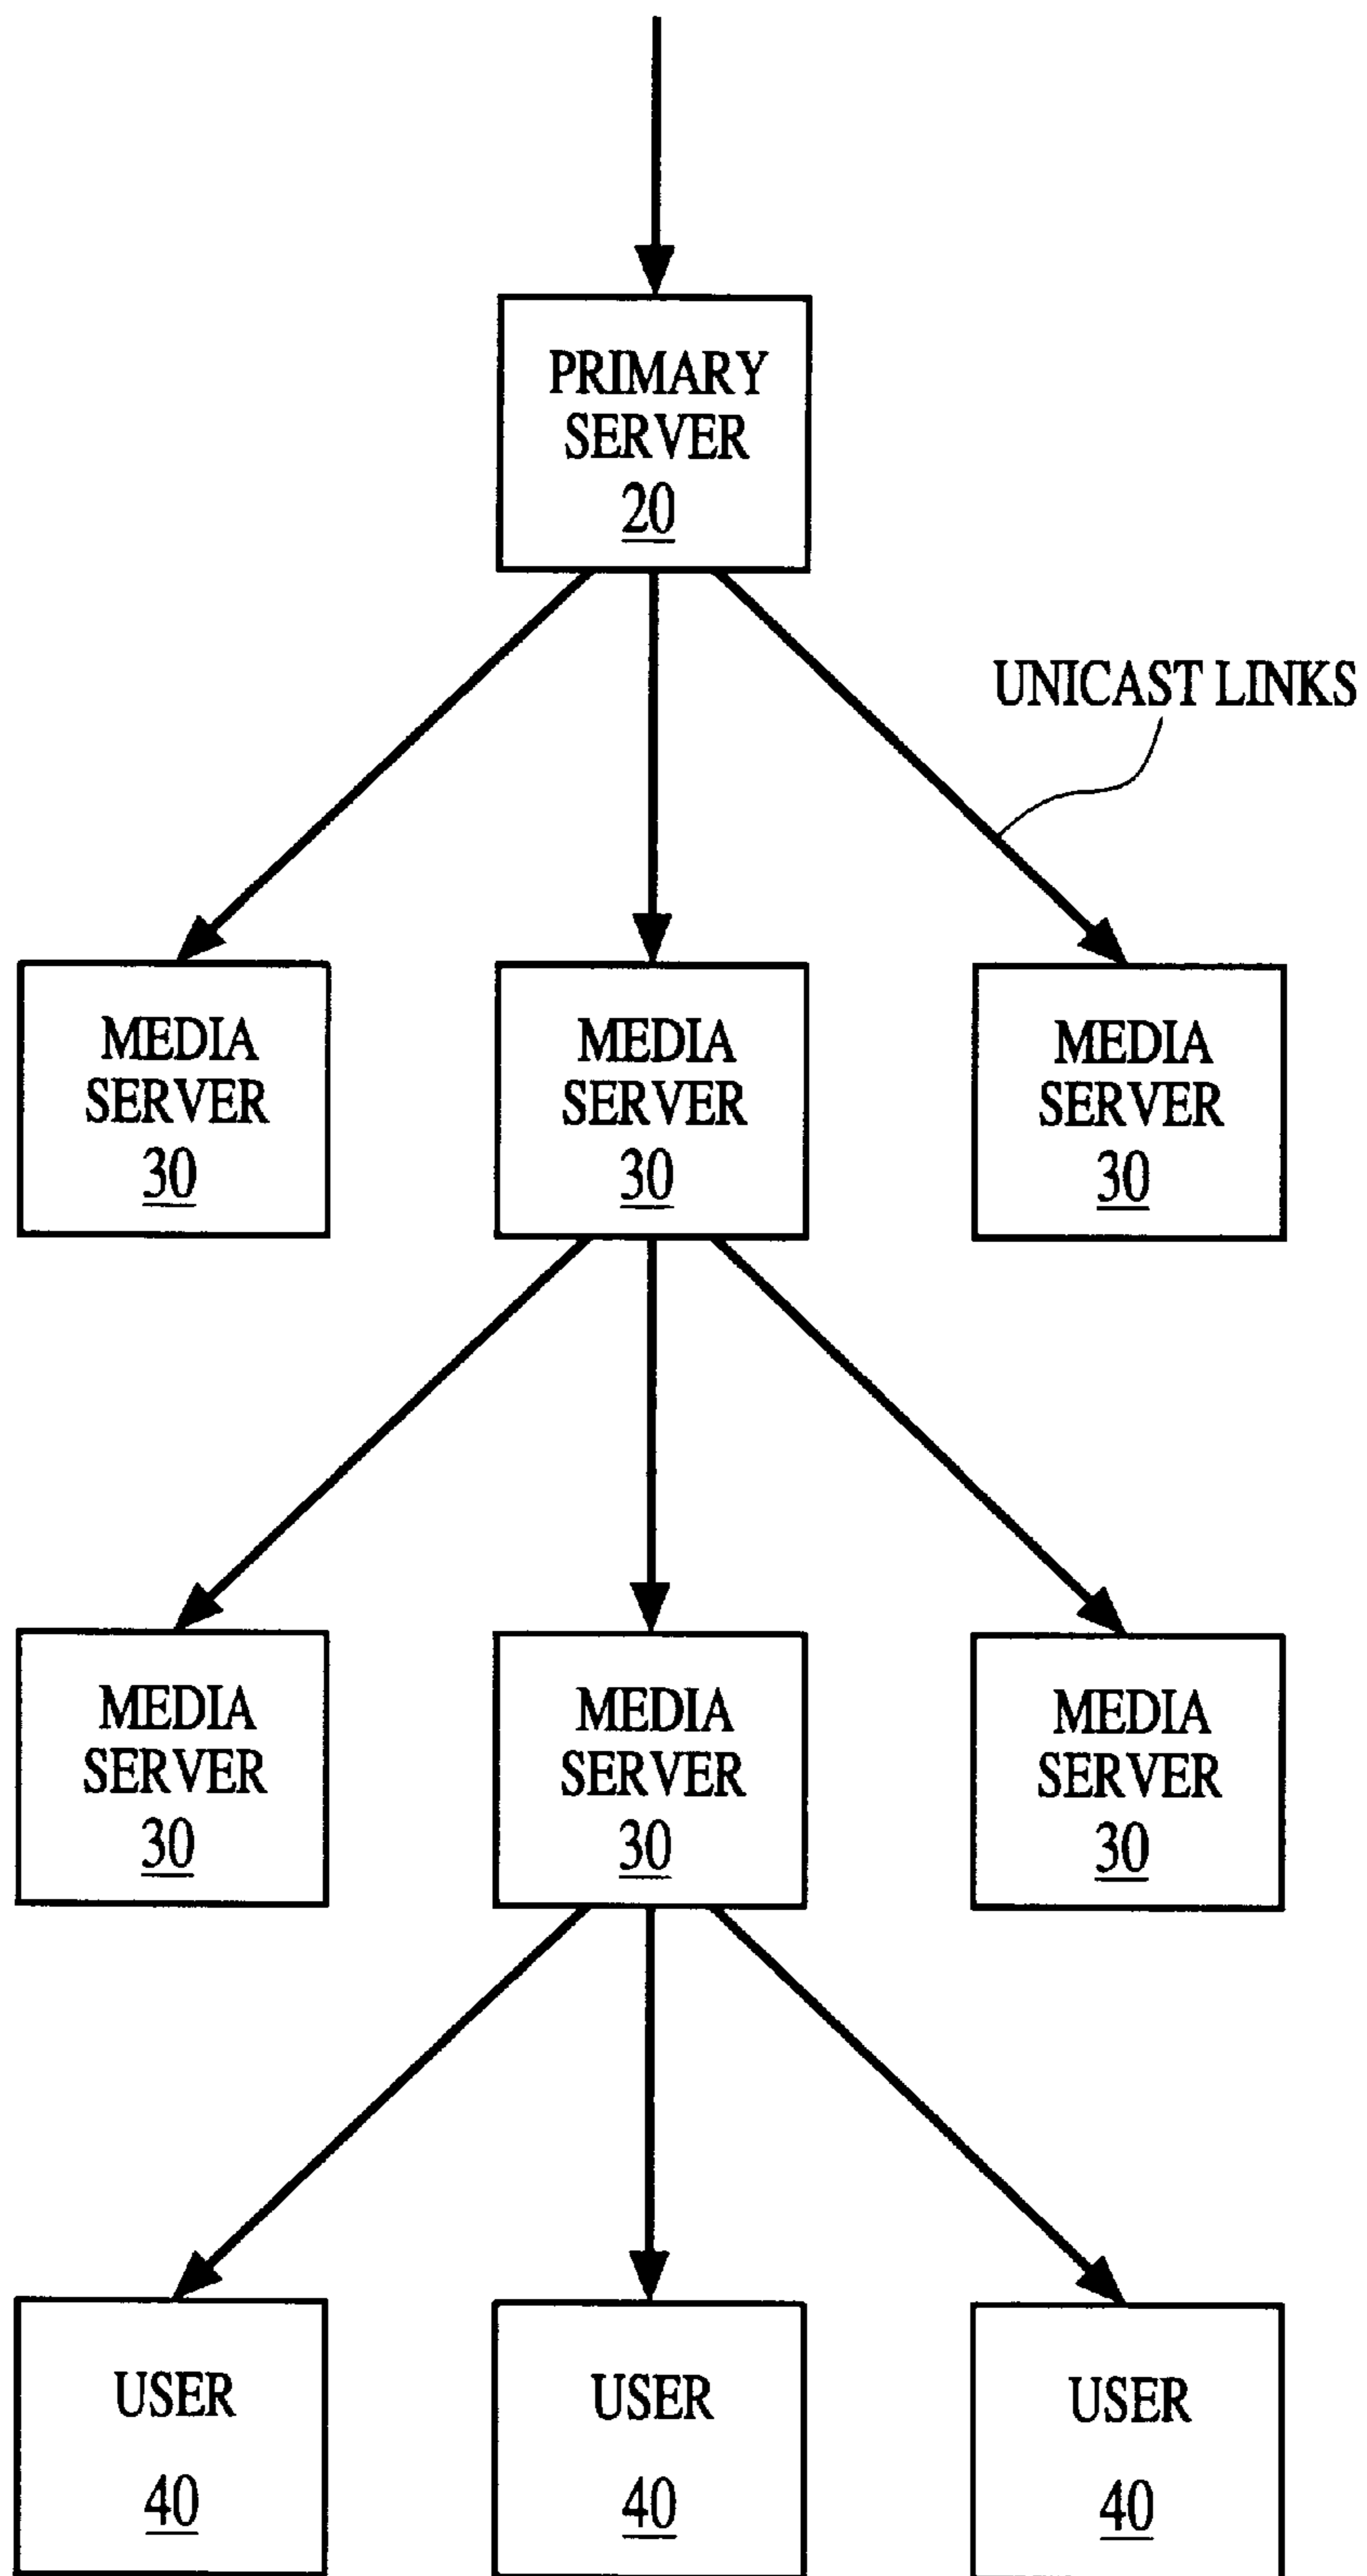 PRIMARY
SERVER
20
UNICAST LINKS
MEDIA
SERVER
30
MEDIA
SERVER
30
MEDIA
SERVER
30
MEDIA
SERVER
30
MEDIA
SERVER
30
MEDIA
SERVER
30
USER
40
USER
40
USER
40